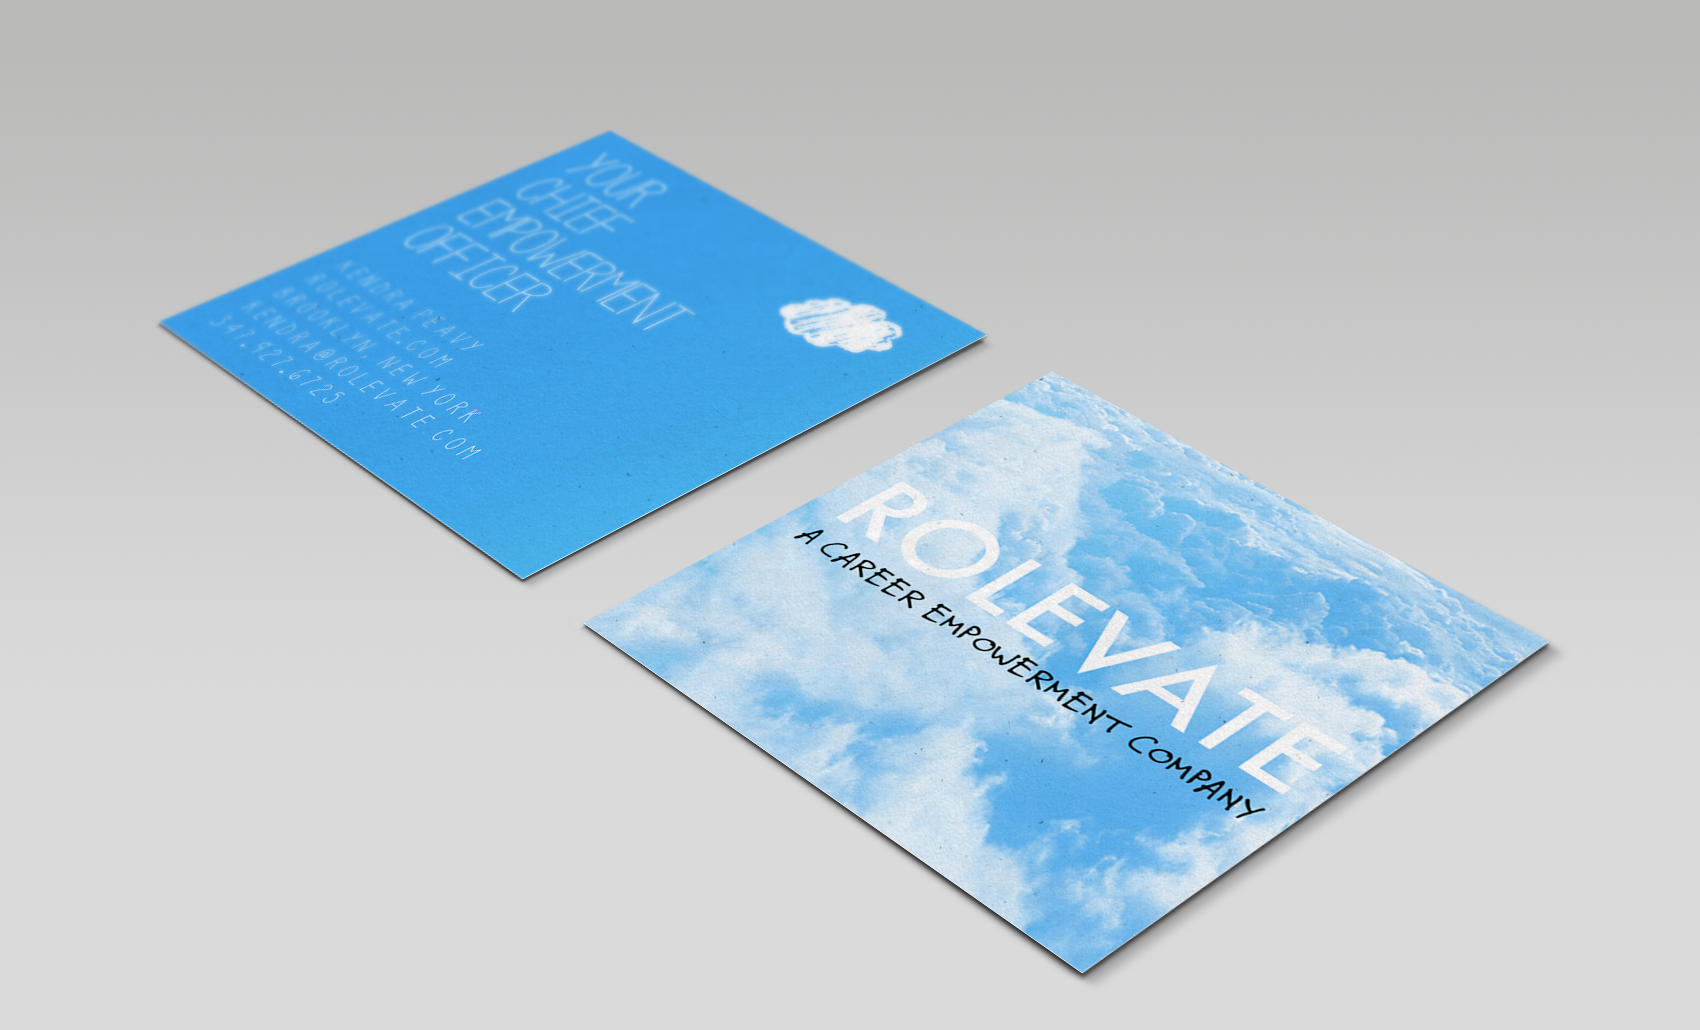 YOUR
CHIEF
EMPOWERMENT
OFFICER
KENDRA PEAVY
ROLEVATE.COM
BROOKLYN, NEW YORK
KENDRA@ROLEVATE.COM
347.927.6725
ROLEVATE
A CAREER EMPOWERMENT COMPANY